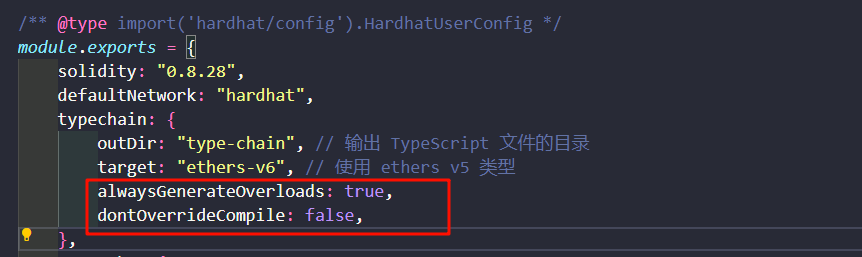 /** @type import('hardhat/config').HardhatUserConfig */
module.exports = {
solidity: "0.8.28",
defaultNetwork: "hardhat",
typechain: {
outDir: "type-chain", // 输出 TypeScript 文件的目录
target: "ethers-v6", // 使用 ethers v5 类型
alwaysGenerateOverloads: true,
dontOverrideCompile: false,
},